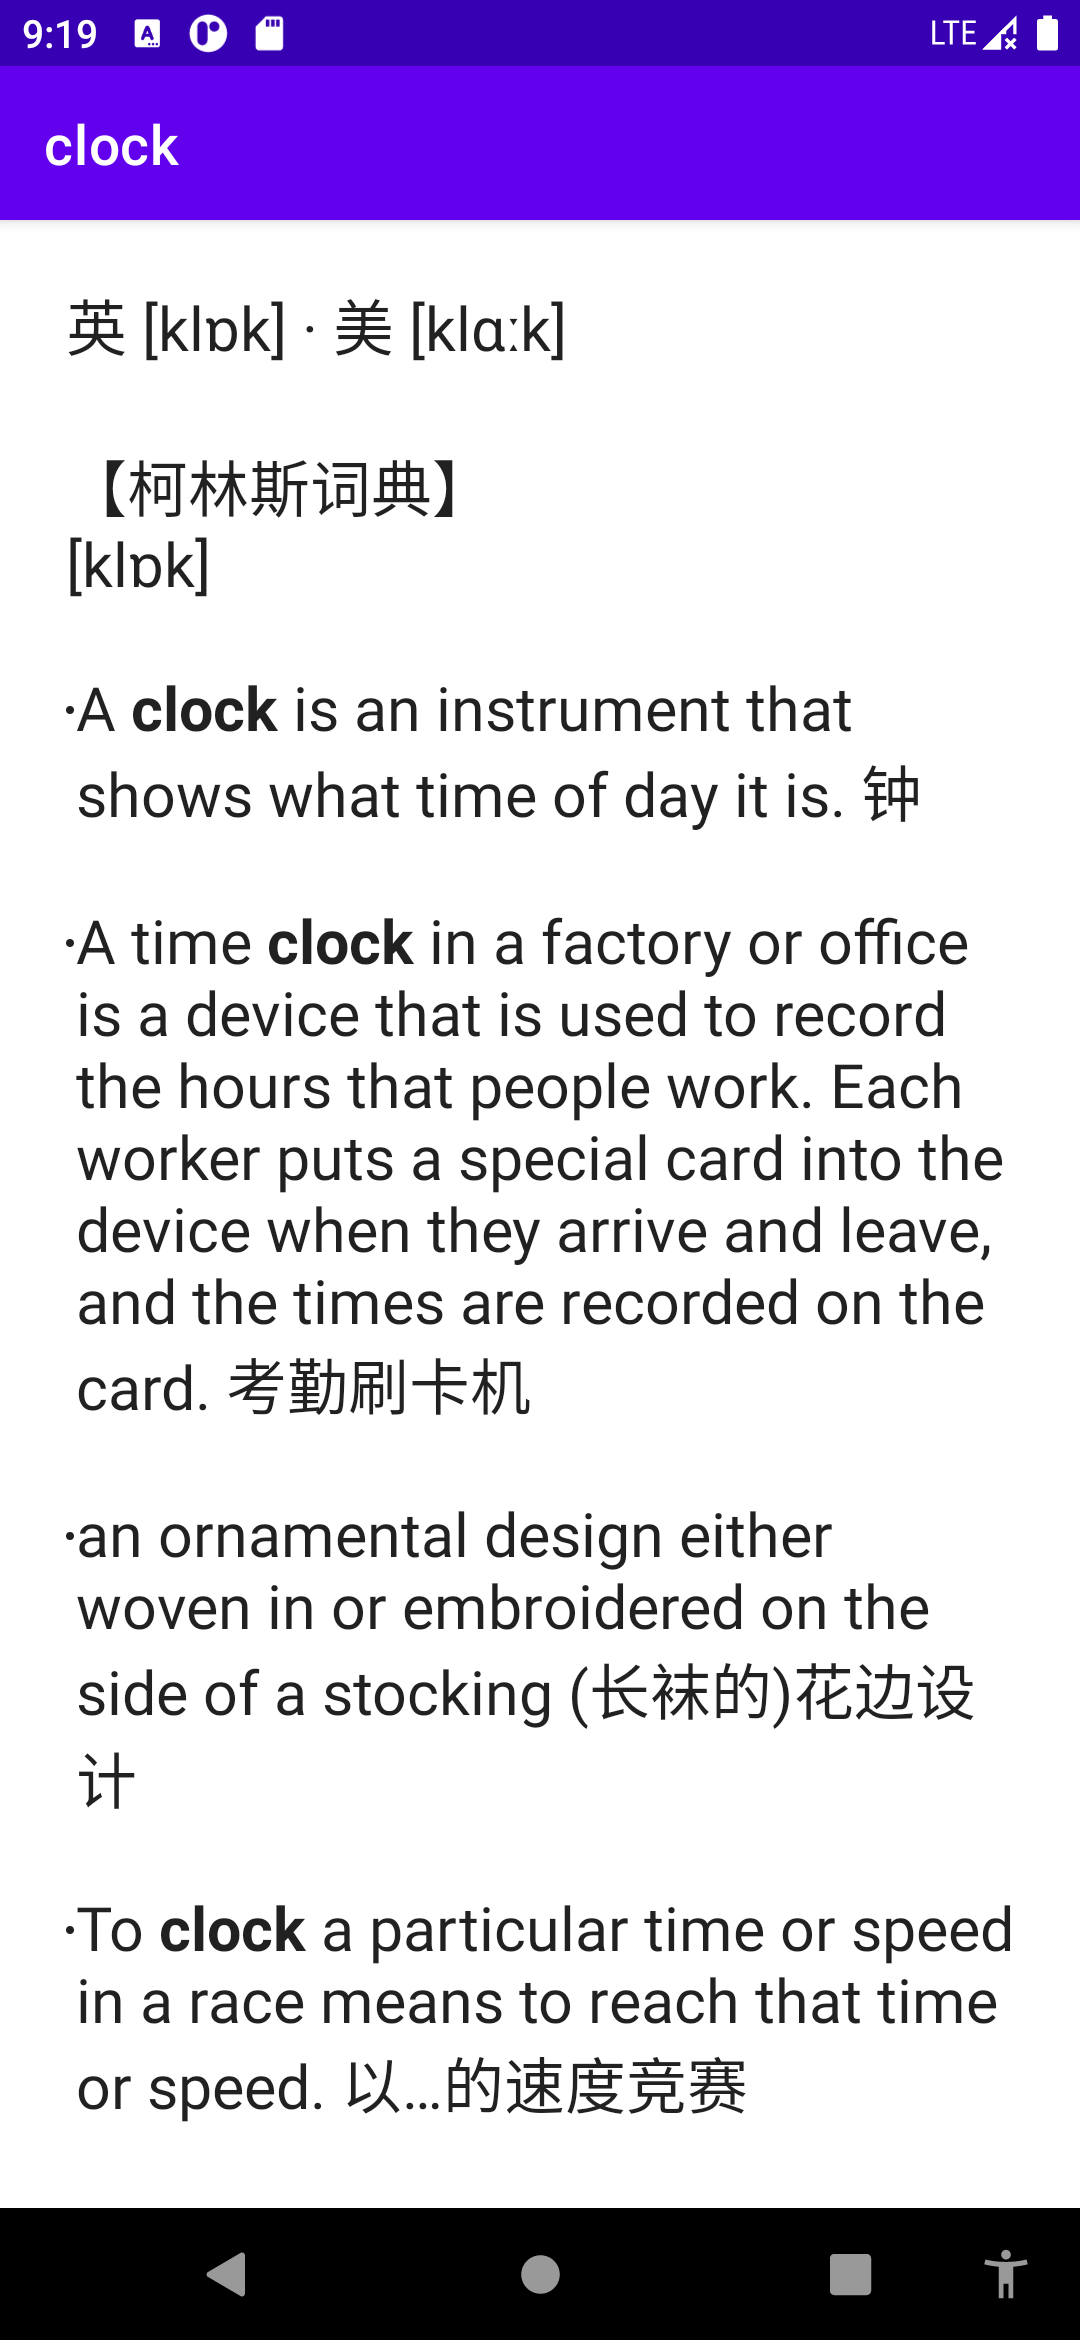 9:19
LTE
clock
英 [klɒk] · 美 [klɑːk]
【柯林斯词典】
[klɒk]
·A clock is an instrument that
shows what time of day it is. 钟
·A time clock in a factory or office
is a device that is used to record
the hours that people work. Each
worker puts a special card into the
device when they arrive and leave,
and the times are recorded on the
card. 考勤刷卡机
·an ornamental design either
woven in or embroidered on the
side of a stocking (长袜的)花边设
计
·To clock a particular time or speed
in a race means to reach that time
or speed. 以…的速度竞赛